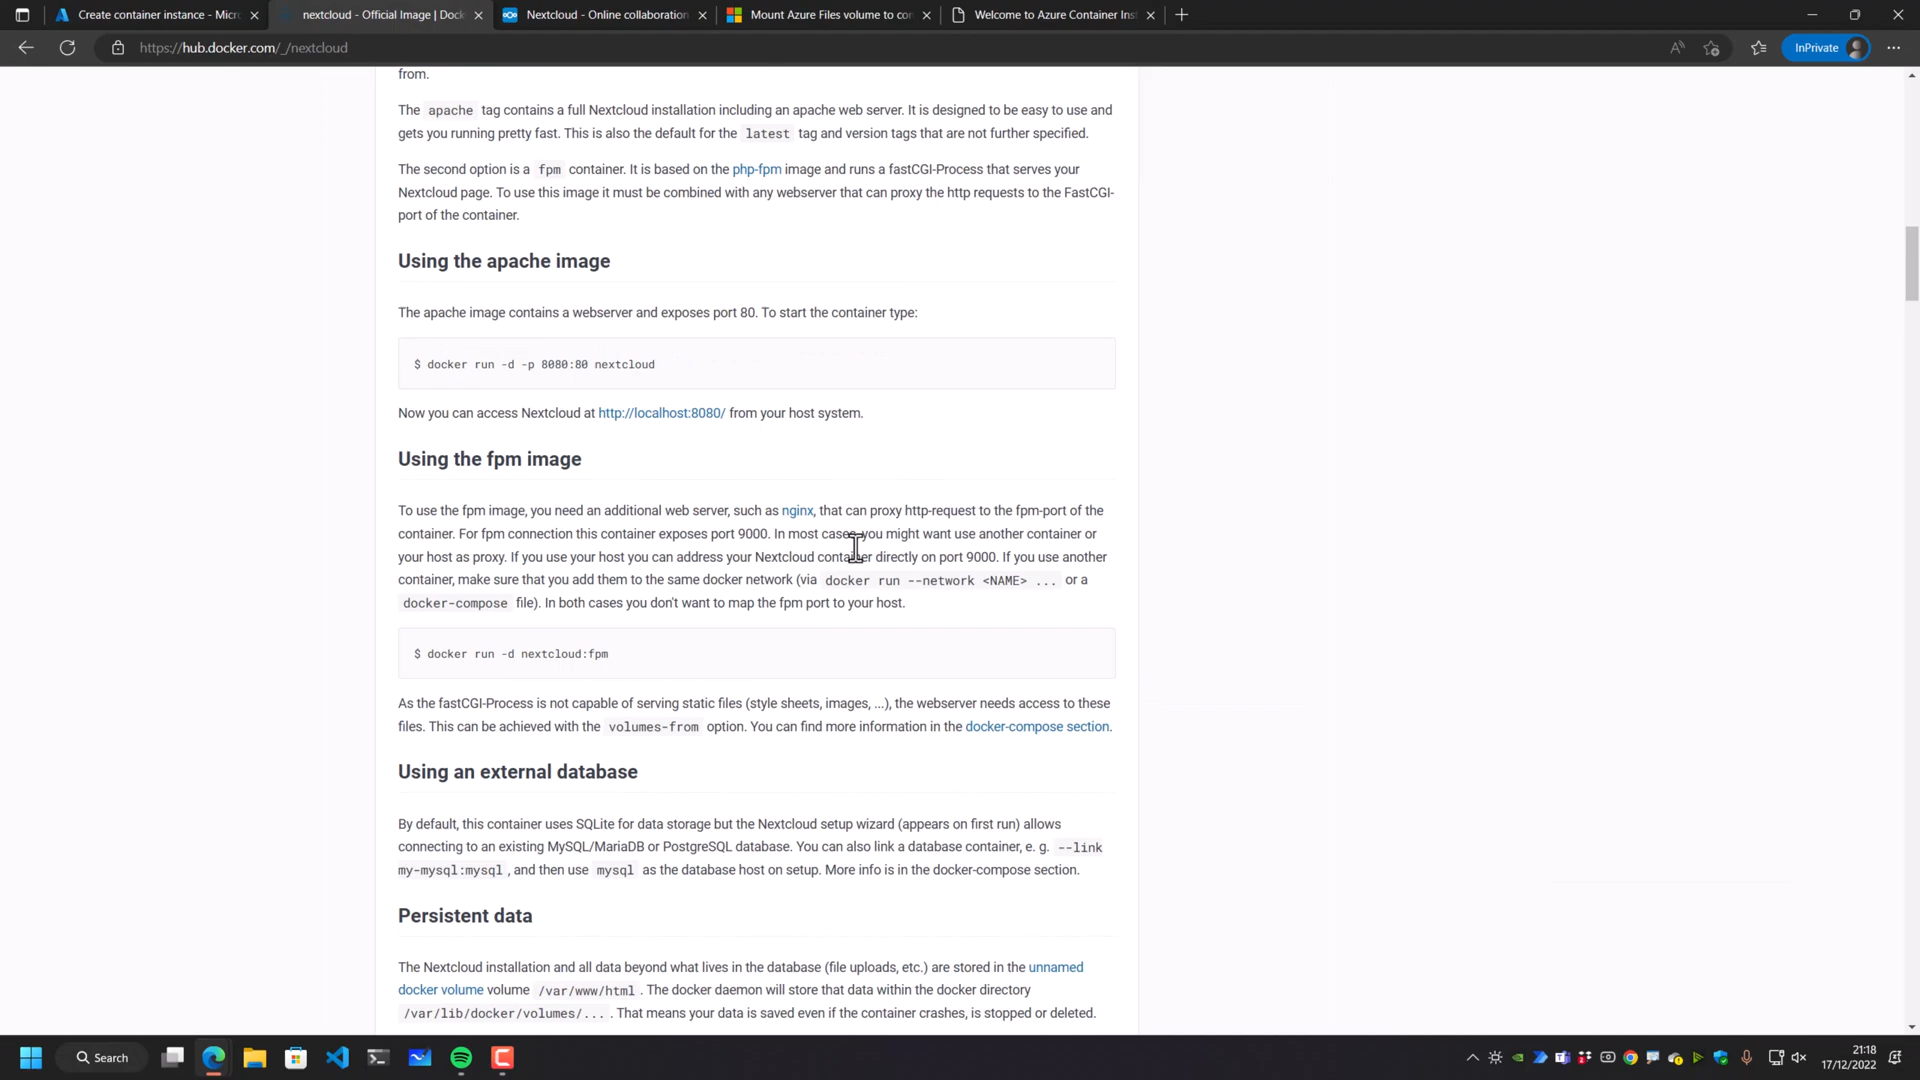 Create container instance - Micr
nextcloud - Official Image | Dock
Nextcloud - Online collaboration
Mount Azure Files volume to con
Welcome to Azure Container Inst
https://hub.docker.com/_/nextcloud
InPrivate
from.
The apache tag contains a full Nextcloud installation including an apache web server. It is designed to be easy to use and
gets you running pretty fast. This is also the default for the latest tag and version tags that are not further specified.
The second option is a fpm container. It is based on the php-fpm image and runs a fastCGI-Process that serves your
Nextcloud page. To use this image it must be combined with any webserver that can proxy the http requests to the FastCGI-
port of the container.
Using the apache image
The apache image contains a webserver and exposes port 80. To start the container type:
$ docker run -d -p 8080:80 nextcloud
Now you can access Nextcloud at http://localhost:8080/ from your host system.
Using the fpm image
To use the fpm image, you need an additional web server, such as nginx, that can proxy http-request to the fpm-port of the
container. For fpm connection this container exposes port 9000. In most cases, you might want use another container or
your host as proxy. If you use your host you can address your Nextcloud container directly on port 9000. If you use another
container, make sure that you add them to the same docker network (via docker run --network <NAME> ... or a
docker-compose file). In both cases you don't want to map the fpm port to your host.
$ docker run -d nextcloud:fpm
As the fastCGI-Process is not capable of serving static files (style sheets, images, ...), the webserver needs access to these
files. This can be achieved with the volumes-from option. You can find more information in the docker-compose section.
Using an external database
By default, this container uses SQLite for data storage but the Nextcloud setup wizard (appears on first run) allows
connecting to an existing MySQL/MariaDB or PostgreSQL database. You can also link a database container, e. g. --link
my-mysql:mysql , and then use mysql as the database host on setup. More info is in the docker-compose section.
Persistent data
The Nextcloud installation and all data beyond what lives in the database (file uploads, etc.) are stored in the unnamed
docker volume volume /var/www/html . The docker daemon will store that data within the docker directory
/var/lib/docker/volumes/... . That means your data is saved even if the container crashes, is stopped or deleted.
Search
21:18
17/12/2022